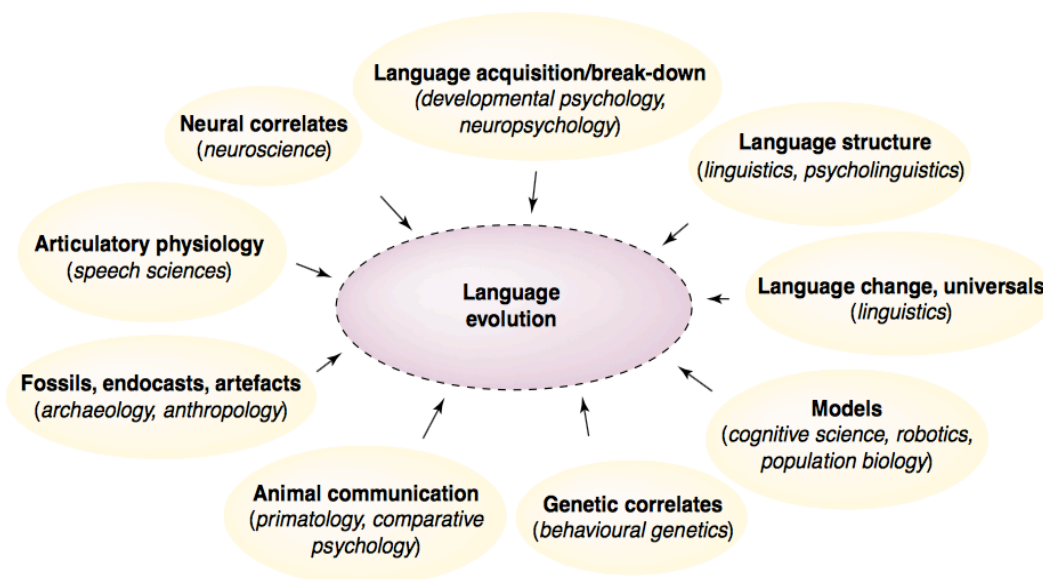 Language acquisition/break-down
(developmental psychology,
neuropsychology)
Neural correlates
(neuroscience)
Language structure
(linguistics, psycholinguistics)
Articulatory physiology
(speech sciences)
Language
evolution
Language change, universals
(linguistics)
Fossils, endocasts, artefacts
(archaeology, anthropology)
Models
(cognitive science, robotics,
population biology)
Animal communication
(primatology, comparative
psychology)
Genetic correlates
(behavioural genetics)